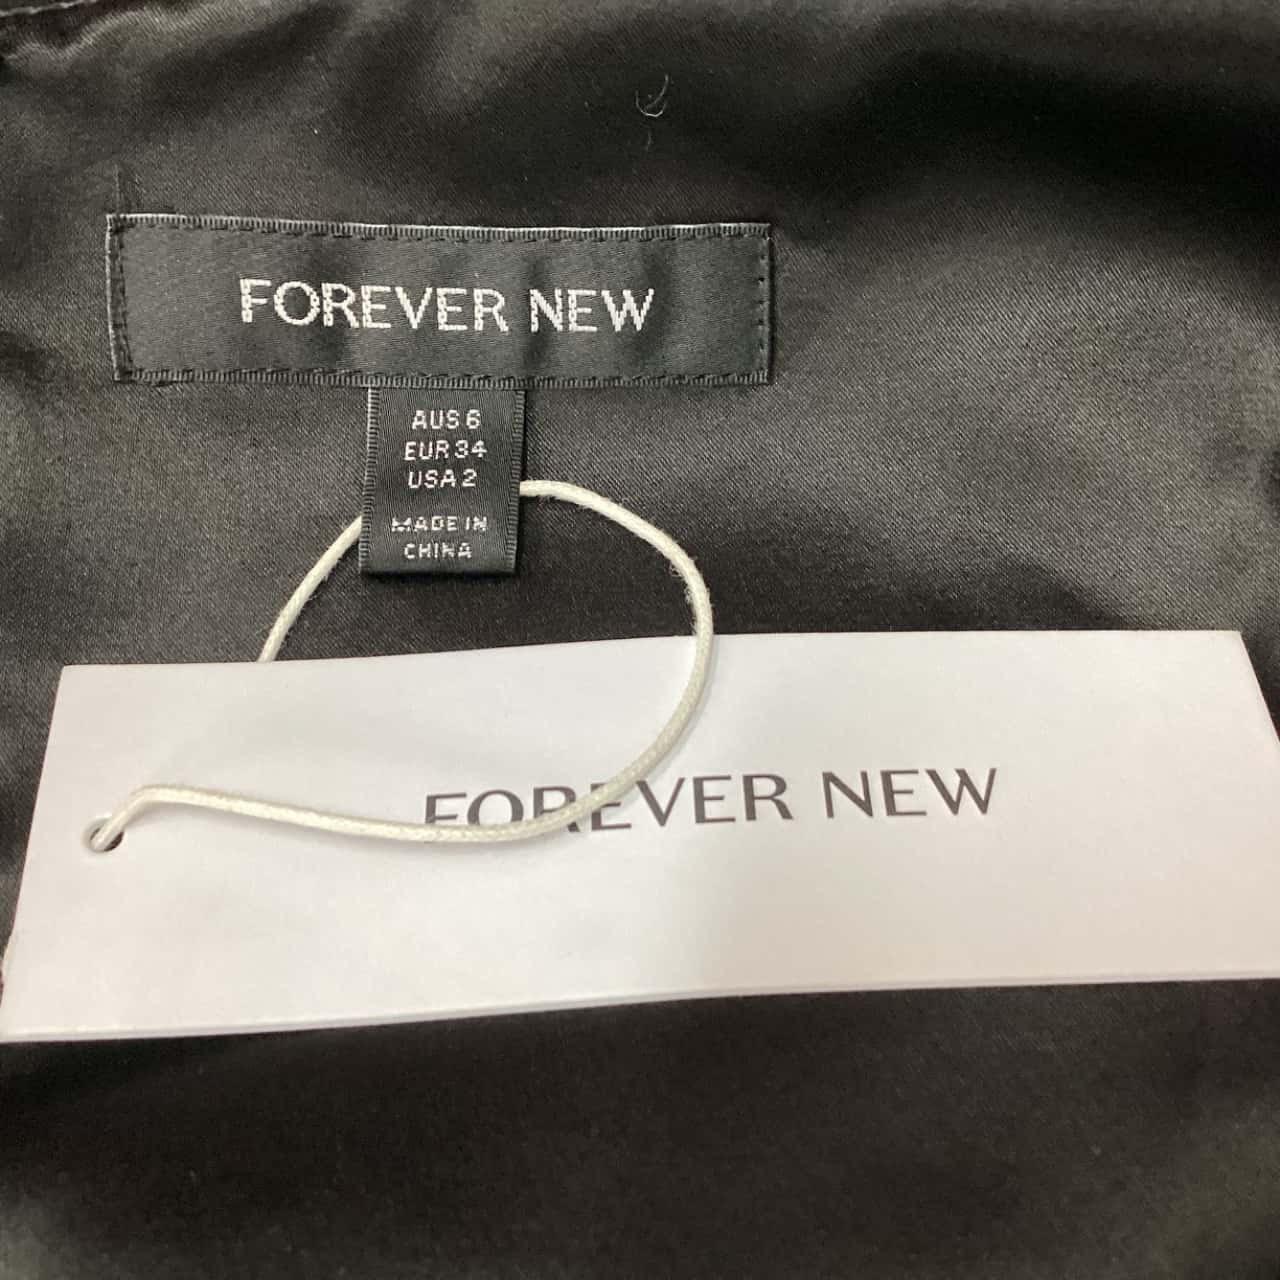 FOREVER NEW
AUS 6
EUR 34
USA 2
MADE IN
CHINA
FOREVER NEW